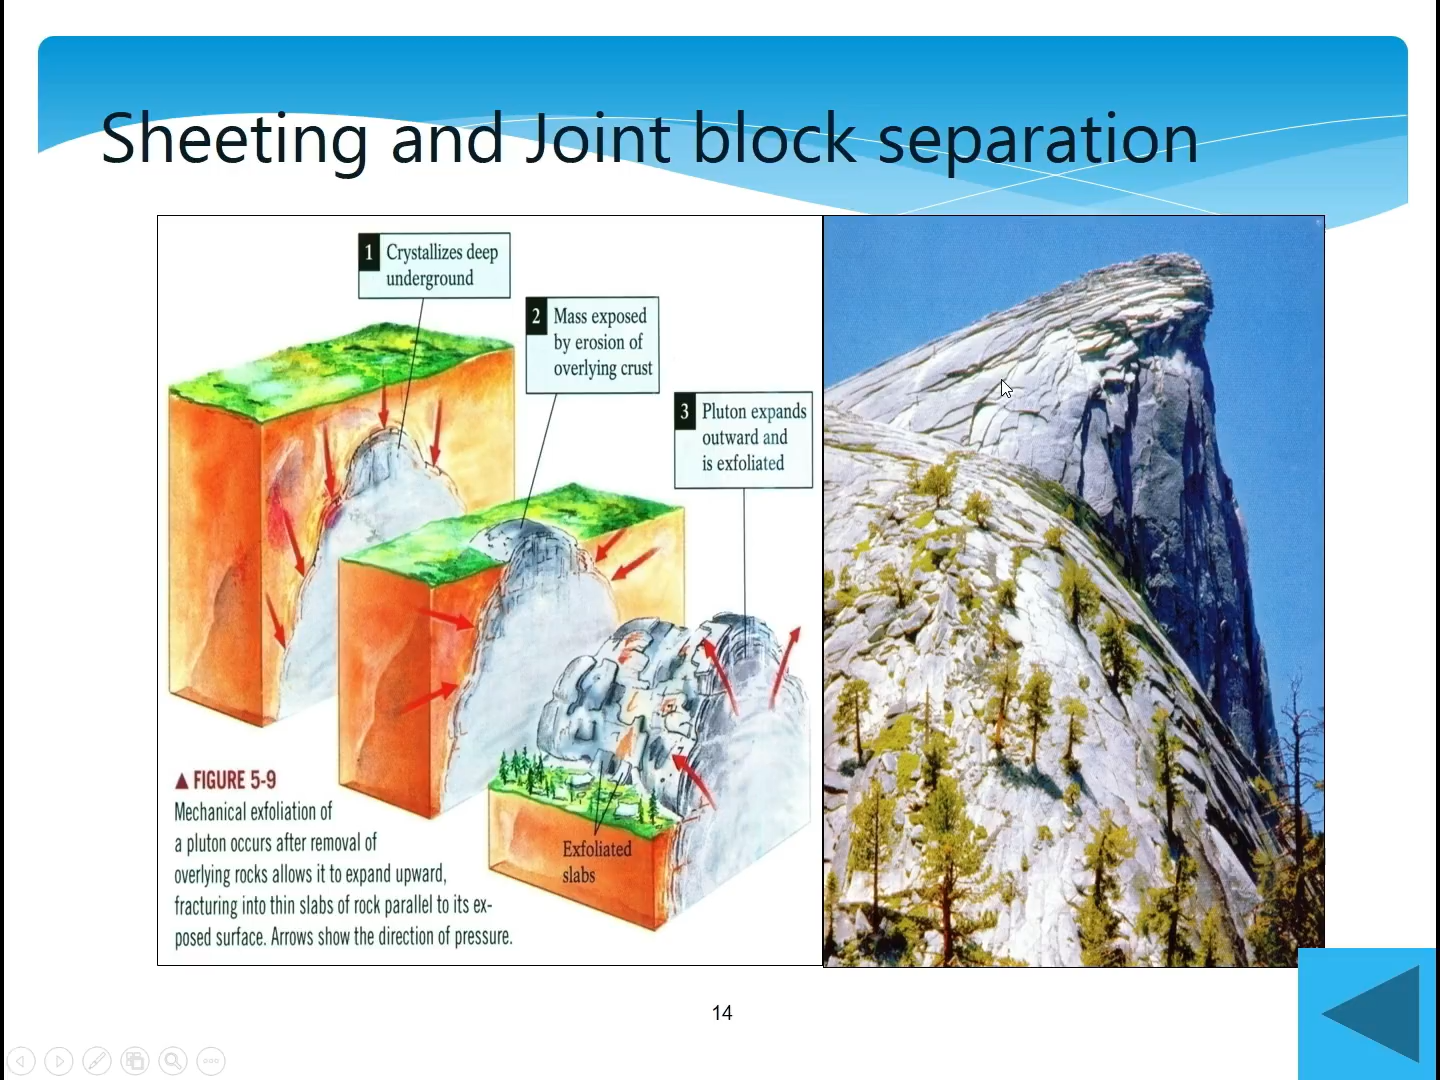 Sheeting and Joint block separation
1 Crystallizes deep
underground
2 Mass exposed
by erosion of
overlying crust
3 Pluton expands
outward and
is exfoliated
Exfoliated
slabs
▲ FIGURE 5-9
Mechanical exfoliation of
a pluton occurs after removal of
overlying rocks allows it to expand upward,
fracturing into thin slabs of rock parallel to its ex-
posed surface. Arrows show the direction of pressure.
14